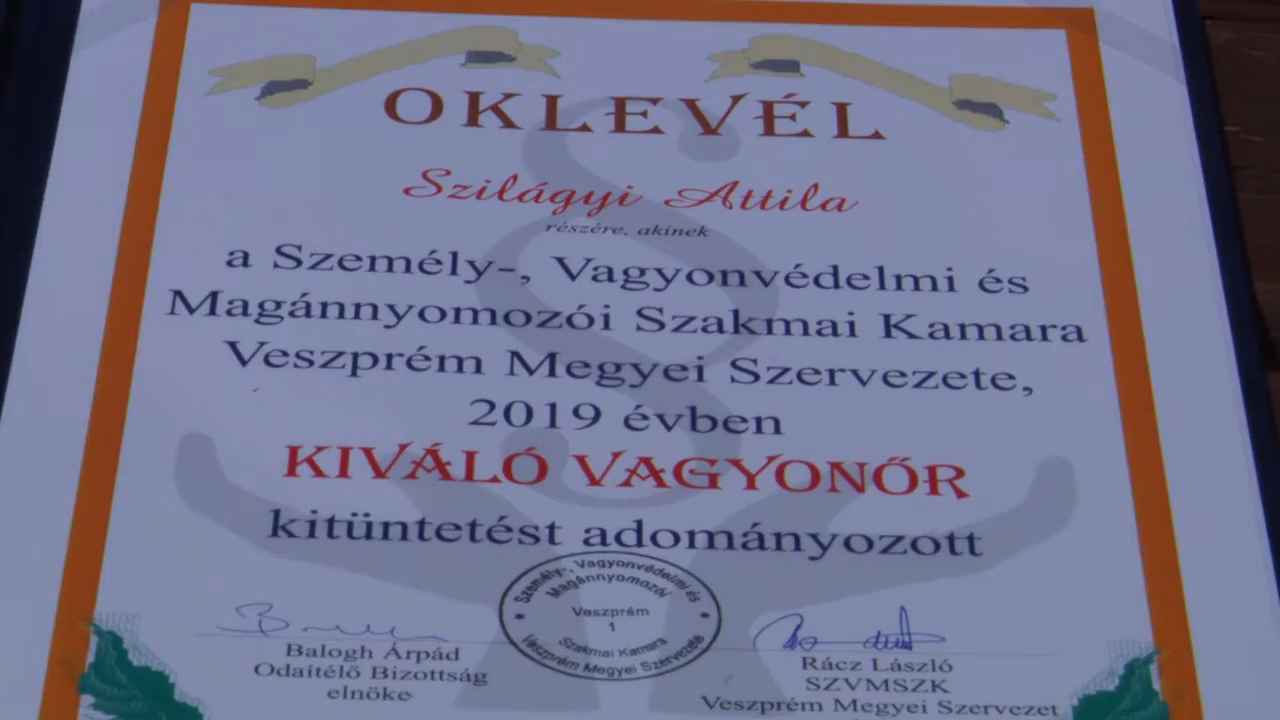 OKLEVÉL
Szilágyi Attila
részére, akinek
a Személy-, Vagyonvédelmi és
Magánnyomozói Szakmai Kamara
Veszprém Megyei Szervezete,
2019 évben
KIVÁLÓ VAGYONŐR
kitüntetést adományozott
Személy-, Vagyonvédelmi és
Magánnyomozói
Veszprém
1
Szakmai Kamara
Veszprém Megyei Szervezete
Balogh Árpád
Odaítélő Bizottság
elnöke
Rácz László
SZVMSZK
Veszprém Megyei Szervezet